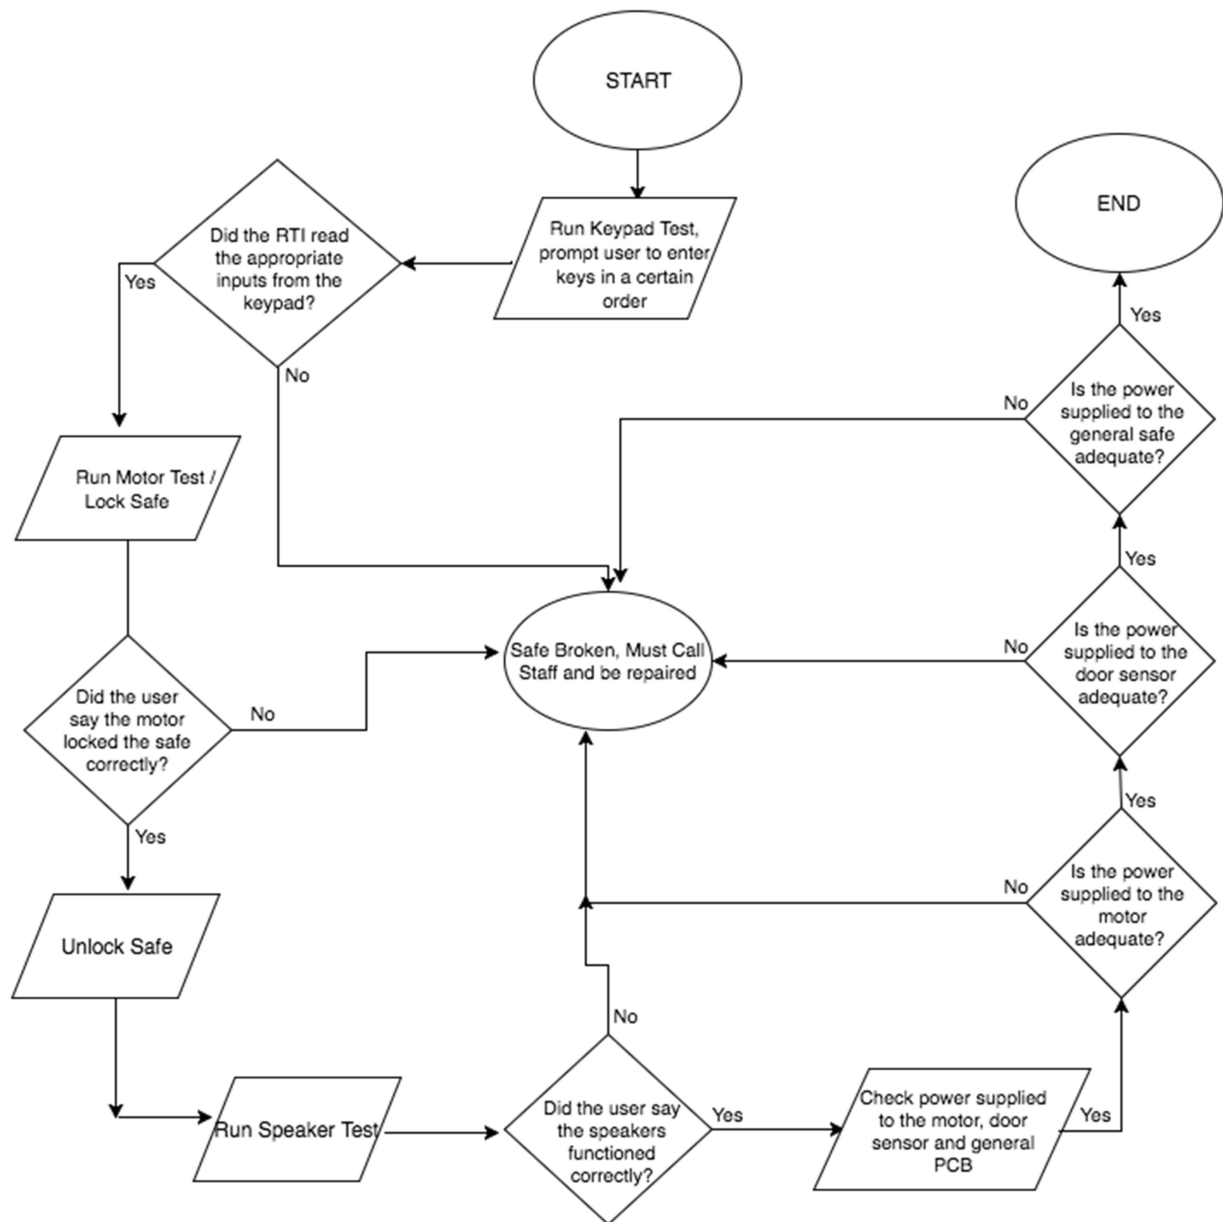 START
Run Keypad Test,
prompt user to enter
keys in a certain
order
Did the RTI read
the appropriate
inputs from the
keypad?
Yes
No
Run Motor Test /
Lock Safe
Did the user
say the motor
locked the safe
correctly?
No
Yes
Unlock Safe
Run Speaker Test
Did the user say
the speakers
functioned
correctly?
No
Yes
Check power supplied
to the motor, door
sensor and general
PCB
Yes
Is the power
supplied to the
motor
adequate?
No
Yes
Is the power
supplied to the
door sensor
adequate?
No
Yes
Is the power
supplied to the
general safe
adequate?
No
Yes
END
Safe Broken, Must Call
Staff and be repaired